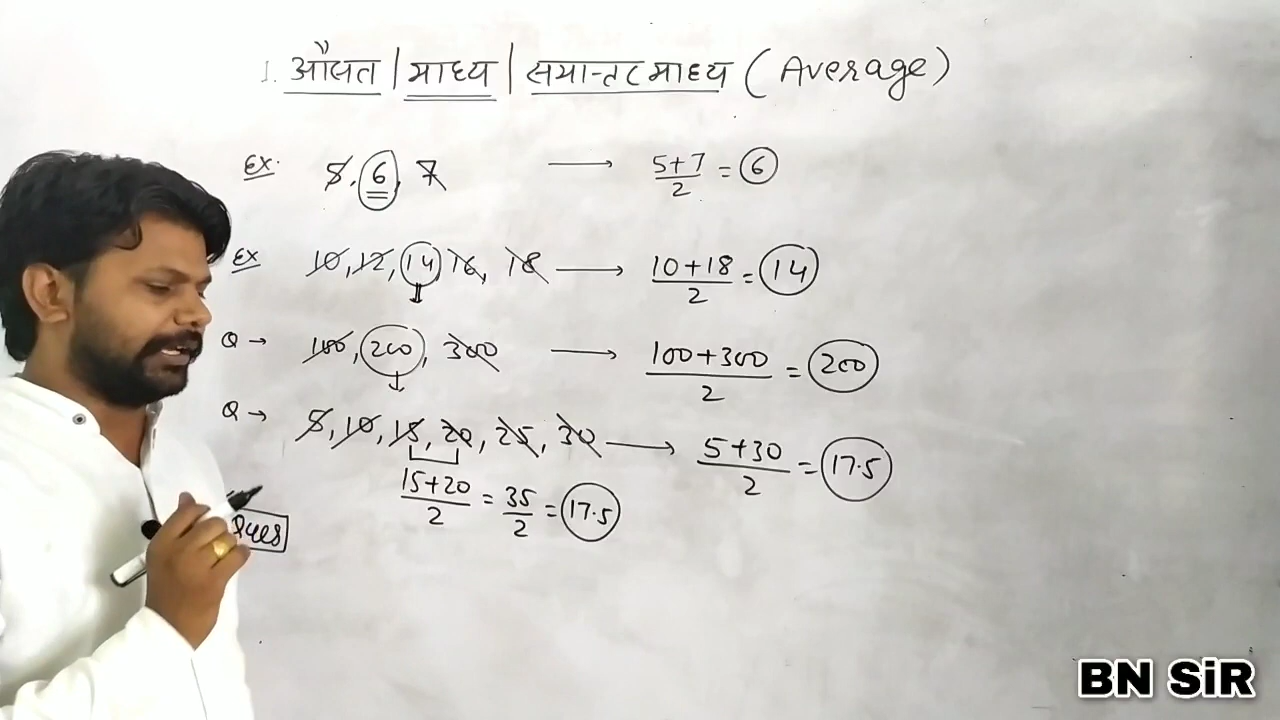 1. औसत | माध्य | समान्तर माध्य (Average)
Ex. 5, 6, 7 → 5+7/2 = 6
Ex 10, 12, 14, 16, 18 → 10+18/2 = 14
Q → 100, 200, 300 → 100+300/2 = 200
Q → 5, 10, 15, 20, 25, 30 → 5+30/2 = 17.5
15+20/2 = 35/2 = 17.5
Ques
BN SiR